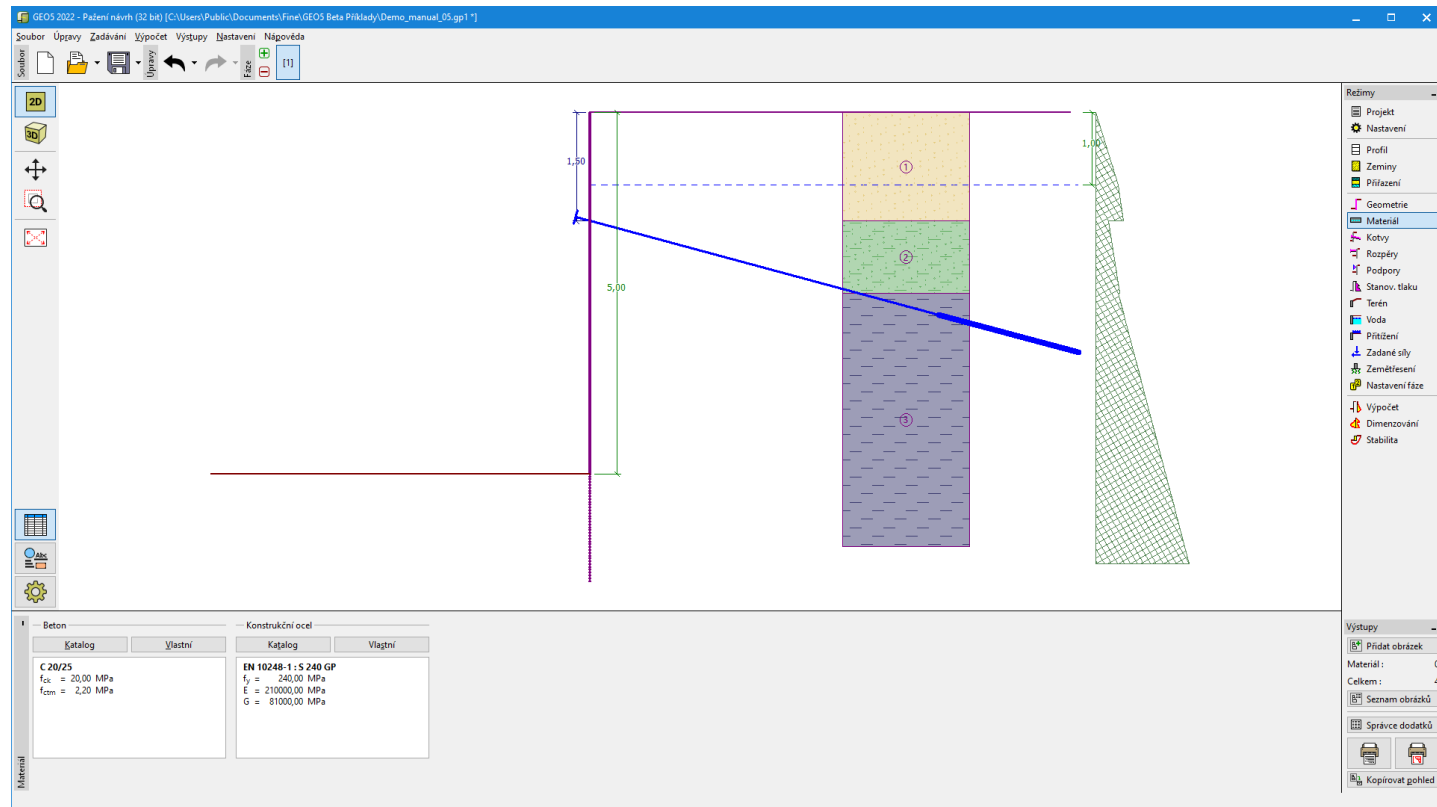 GEO5 2022 - Pažení návrh (32 bit) [C:\Users\Public\Documents\Fine\GEO5 Beta Příklady\Demo_manual_05.gp1 *]
Soubor Úpravy Zadávání Výpočet Výstupy Nastavení Nápověda
Soubor
Úpravy
Fáze
[1]
2D
3D
Abc
1,50
5,00
1,00
1
2
3
Režimy
Projekt
Nastavení
Profil
Zeminy
Přiřazení
Geometrie
Materiál
Kotvy
Rozpěry
Podpory
Stanov. tlaku
Terén
Voda
Přitížení
Zadané síly
Zemětřesení
Nastavení fáze
Výpočet
Dimenzování
Stabilita
Materiál
Beton
Katalog Vlastní
C 20/25
fck = 20,00 MPa
fctm = 2,20 MPa
Konstrukční ocel
Katalog Vlastní
EN 10248-1 : S 240 GP
fy = 240,00 MPa
E = 210000,00 MPa
G = 81000,00 MPa
Výstupy
Přidat obrázek
Materiál :
Celkem :
Seznam obrázků
Správce dodatků
Kopírovat pohled